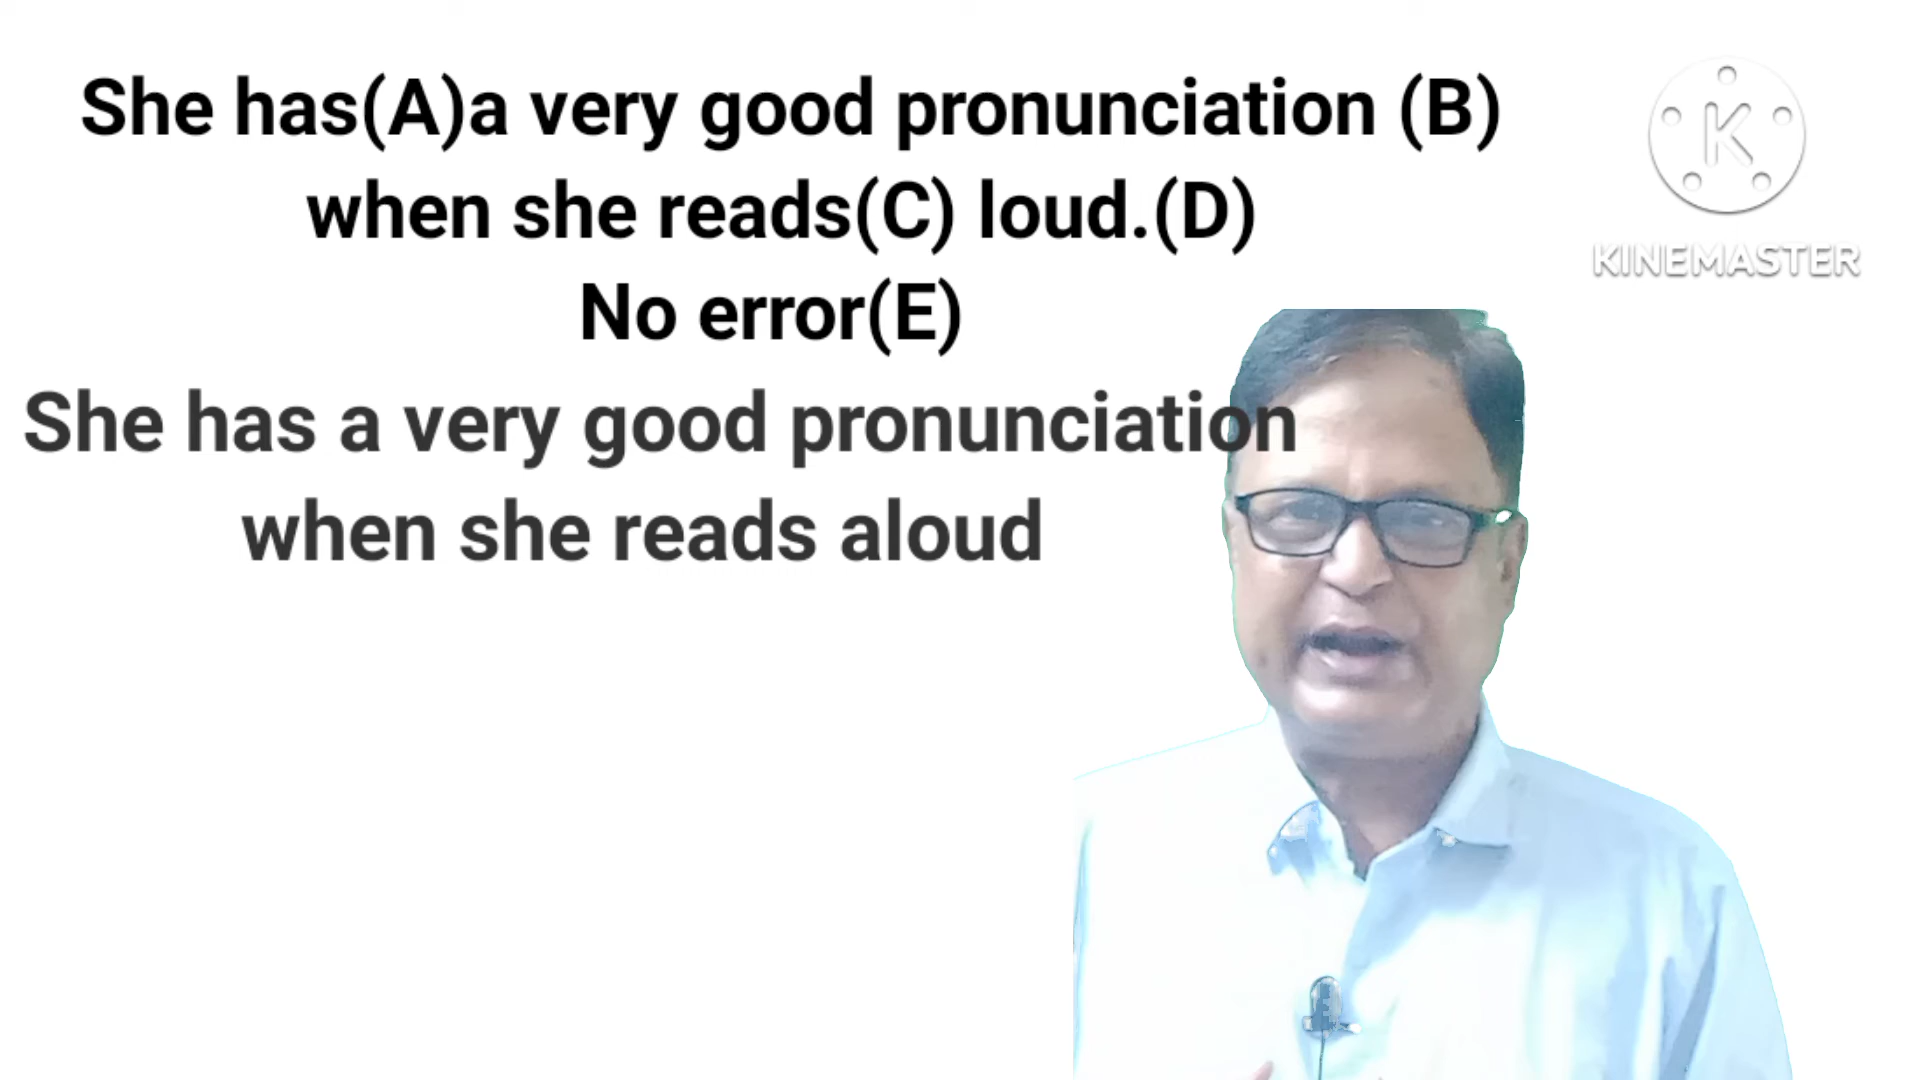 She has(A)a very good pronunciation (B)
when she reads(C) loud.(D)
No error(E)
She has a very good pronunciation
when she reads aloud
K
KINEMASTER